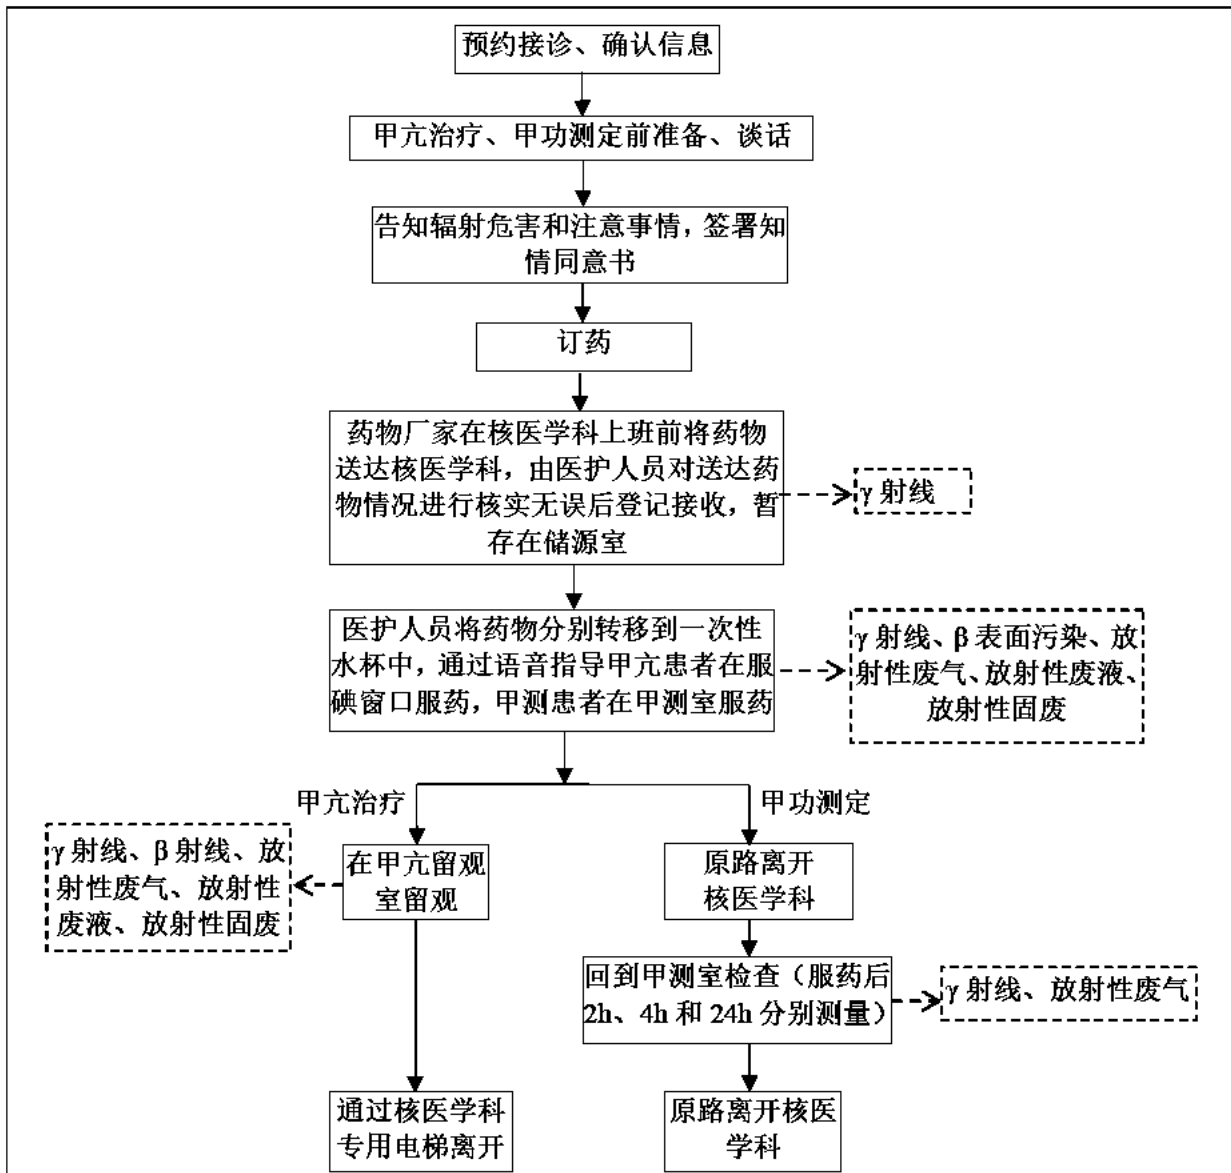 预约接诊、确认信息
甲亢治疗、甲功测定前准备、谈话
告知辐射危害和注意事情，签署知
情同意书
订药
药物厂家在核医学科上班前将药物
送达核医学科，由医护人员对送达药
物情况进行核实无误后登记接收，暂
存在储源室
γ 射线
医护人员将药物分别转移到一次性
水杯中，通过语音指导甲亢患者在服
碘窗口服药，甲测患者在甲测室服药
γ 射线、β 表面污染、放
射性废气、放射性废液、
放射性固废
甲亢治疗
甲功测定
γ 射线、β 射线、放
射性废气、放射性
废液、放射性固废
在甲亢留观
室留观
原路离开
核医学科
回到甲测室检查（服药后
2h、4h 和 24h 分别测量）
γ 射线、放射性废气
通过核医学科
专用电梯离开
原路离开核医
学科